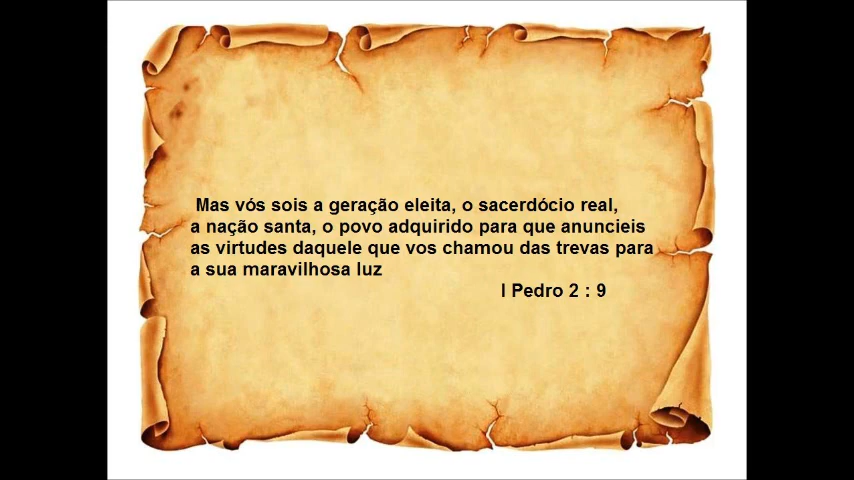 Mas vós sois a geração eleita, o sacerdócio real,
a nação santa, o povo adquirido para que anuncieis
as virtudes daquele que vos chamou das trevas para
a sua maravilhosa luz
I Pedro 2 : 9